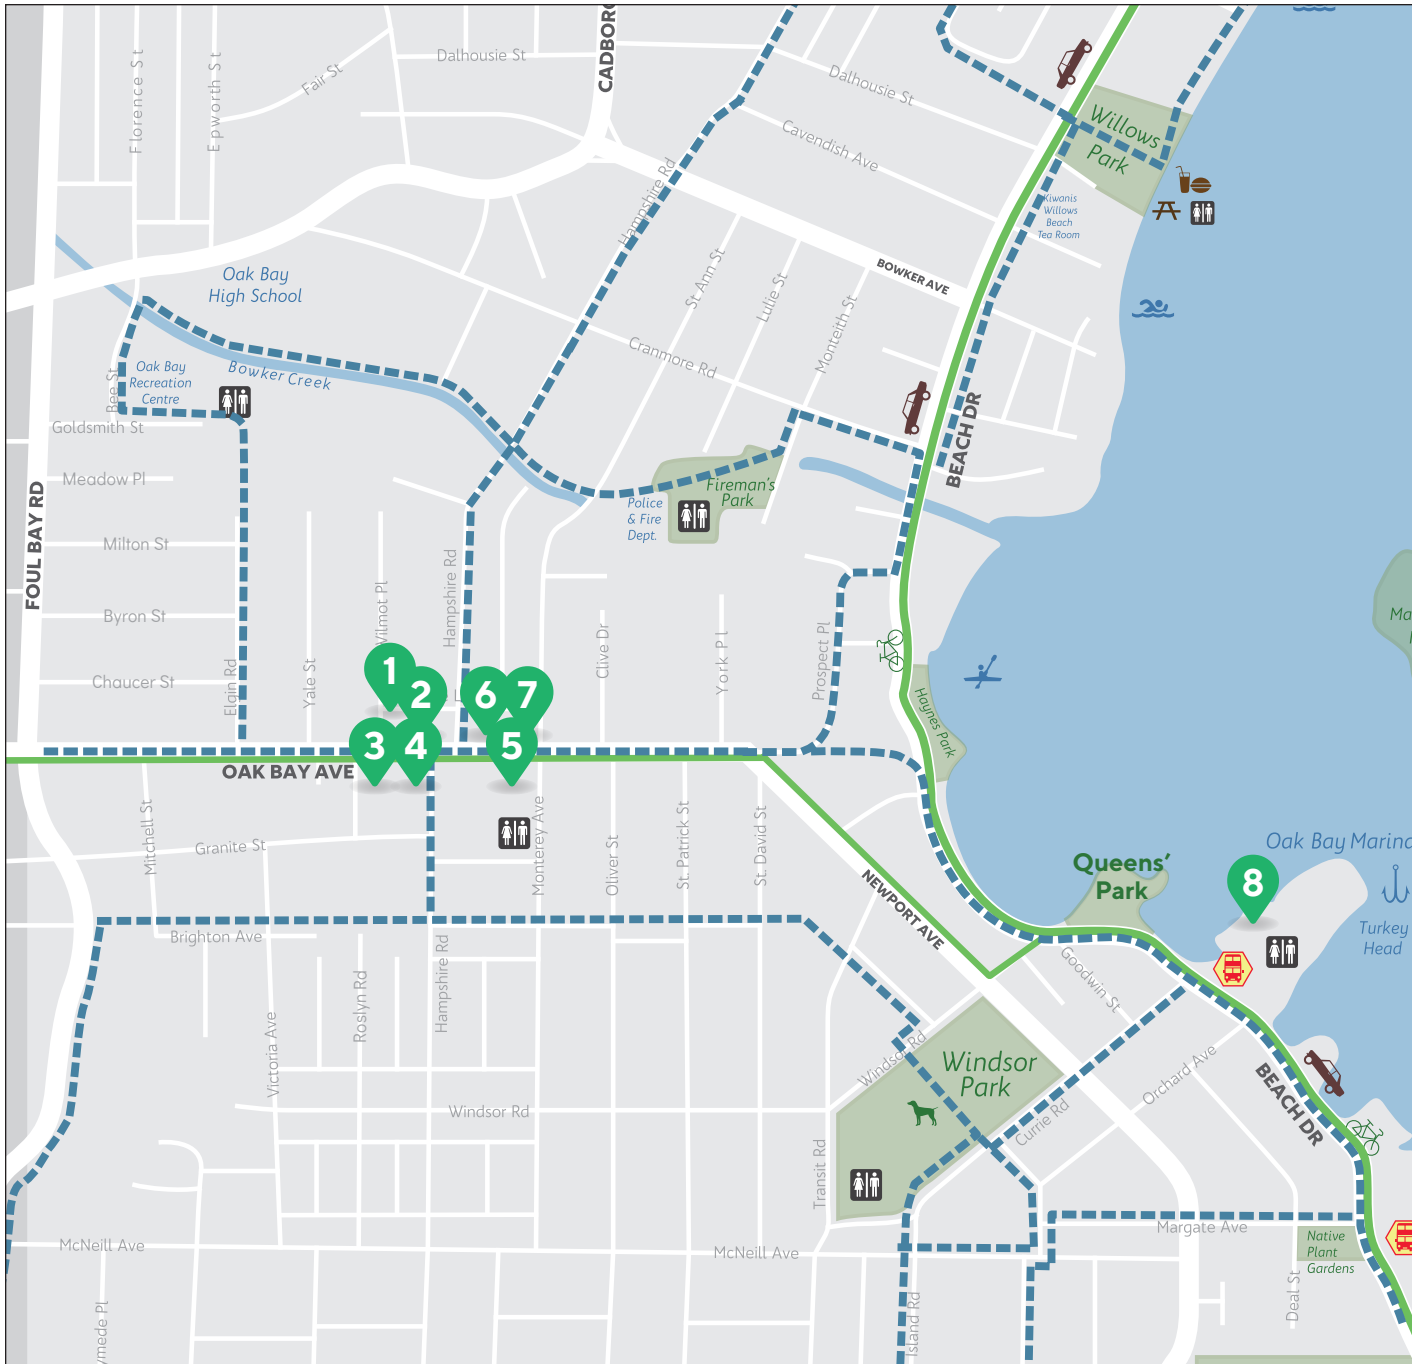 Florence St
Epworth St
Fair St
Dalhousie St
CADBORO
Dalhousie St
Cavendish Ave
Willows
Park
Kiwanis
Willows
Beach
Tea Room
Hampshire Rd
St Ann St
Lulie St
Monteith St
BOWKER AVE
Oak Bay
High School
Bowker Creek
Cranmore Rd
Oak Bay
Recreation
Centre
Bee St
Goldsmith St
Meadow Pl
BEACH DR
Fireman's
Park
Police
& Fire
Dept.
FOUL BAY RD
Milton St
Byron St
Chaucer St
Elgin Rd
Yale St
Wilmot Pl
Hampshire Rd
Clive Dr
York Pl
Prospect Pl
Haynes Park
Ma
1
2
6
7
3
4
5
OAK BAY AVE
Mitchell St
Granite St
Monterey Ave
Oliver St
St. Patrick St
St. David St
NEWPORT AVE
Queens'
Park
8
Oak Bay Marina
Turkey
Head
Brighton Ave
Victoria Ave
Roslyn Rd
Hampshire Rd
Goodwin St
Windsor Rd
Windsor
Park
Windsor Rd
Currie Rd
Orchard Ave
BEACH DR
Transit Rd
McNeill Ave
McNeill Ave
Margate Ave
Native
Plant
Gardens
Deal St
Island Rd
ymede Pl